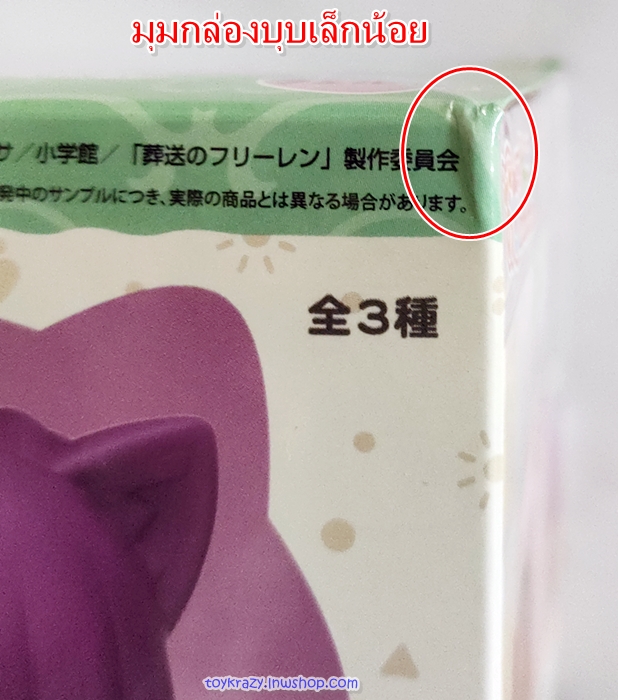 มุมกล่องบุบเล็กน้อย
サ／小学館／「葬送のフリーレン」製作委員会
発中のサンプルにつき、実際の商品とは異なる場合があります。
全3種
toykrazy.lnwshop.com